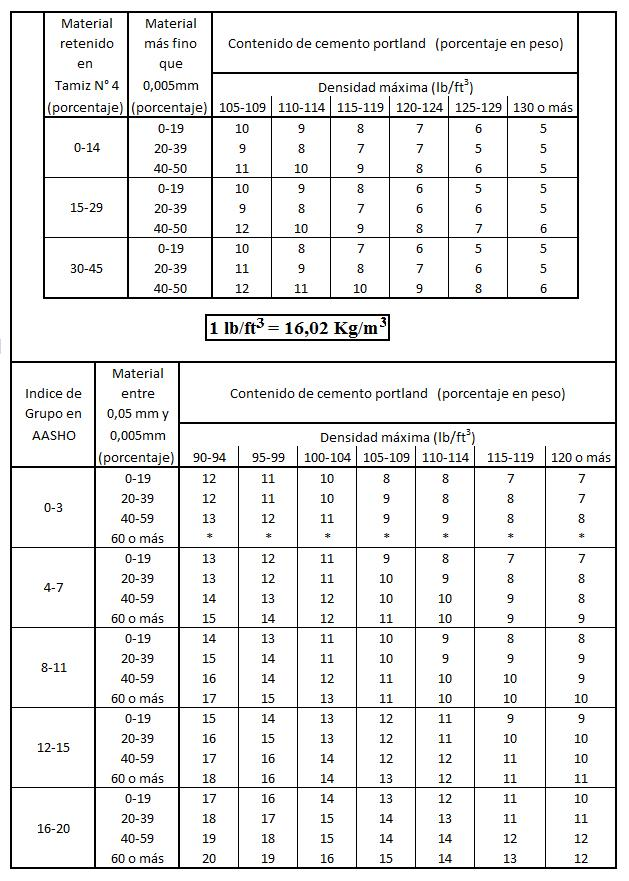 Material retenido en Tamiz N° 4 (porcentaje) Material más fino que 0,005mm (porcentaje) Contenido de cemento portland (porcentaje en peso)
Densidad máxima (lb/ft³)
105-109 110-114 115-119 120-124 125-129 130 o más
0-14
0-19 10 9 8 7 6 5
20-39 9 8 7 7 5 5
40-50 11 10 9 8 6 5
15-29
0-19 10 9 8 6 5 5
20-39 9 8 7 6 6 5
40-50 12 10 9 8 7 6
30-45
0-19 10 8 7 6 5 5
20-39 11 9 8 7 6 5
40-50 12 11 10 9 8 6
1 lb/ft³ = 16,02 Kg/m³
Indice de Grupo en AASHO Material entre 0,05 mm y 0,005mm (porcentaje) Contenido de cemento portland (porcentaje en peso)
Densidad máxima (lb/ft³)
90-94 95-99 100-104 105-109 110-114 115-119 120 o más
0-3
0-19 12 11 10 8 8 7 7
20-39 12 11 10 9 8 8 7
40-59 13 12 11 9 9 8 8
60 o más * * * * * * *
4-7
0-19 13 12 11 9 8 7 7
20-39 13 12 11 10 9 8 8
40-59 14 13 12 10 10 9 8
60 o más 15 14 12 11 10 9 9
8-11
0-19 14 13 11 10 9 8 8
20-39 15 14 11 10 9 9 9
40-59 16 14 12 11 10 10 9
60 o más 17 15 13 11 10 10 10
12-15
0-19 15 14 13 12 11 9 9
20-39 16 15 13 12 11 10 10
40-59 17 16 14 12 12 11 10
60 o más 18 16 14 13 12 11 11
16-20
0-19 17 16 14 13 12 11 10
20-39 18 17 15 14 13 11 11
40-59 19 18 15 14 14 12 12
60 o más 20 19 16 15 14 13 12